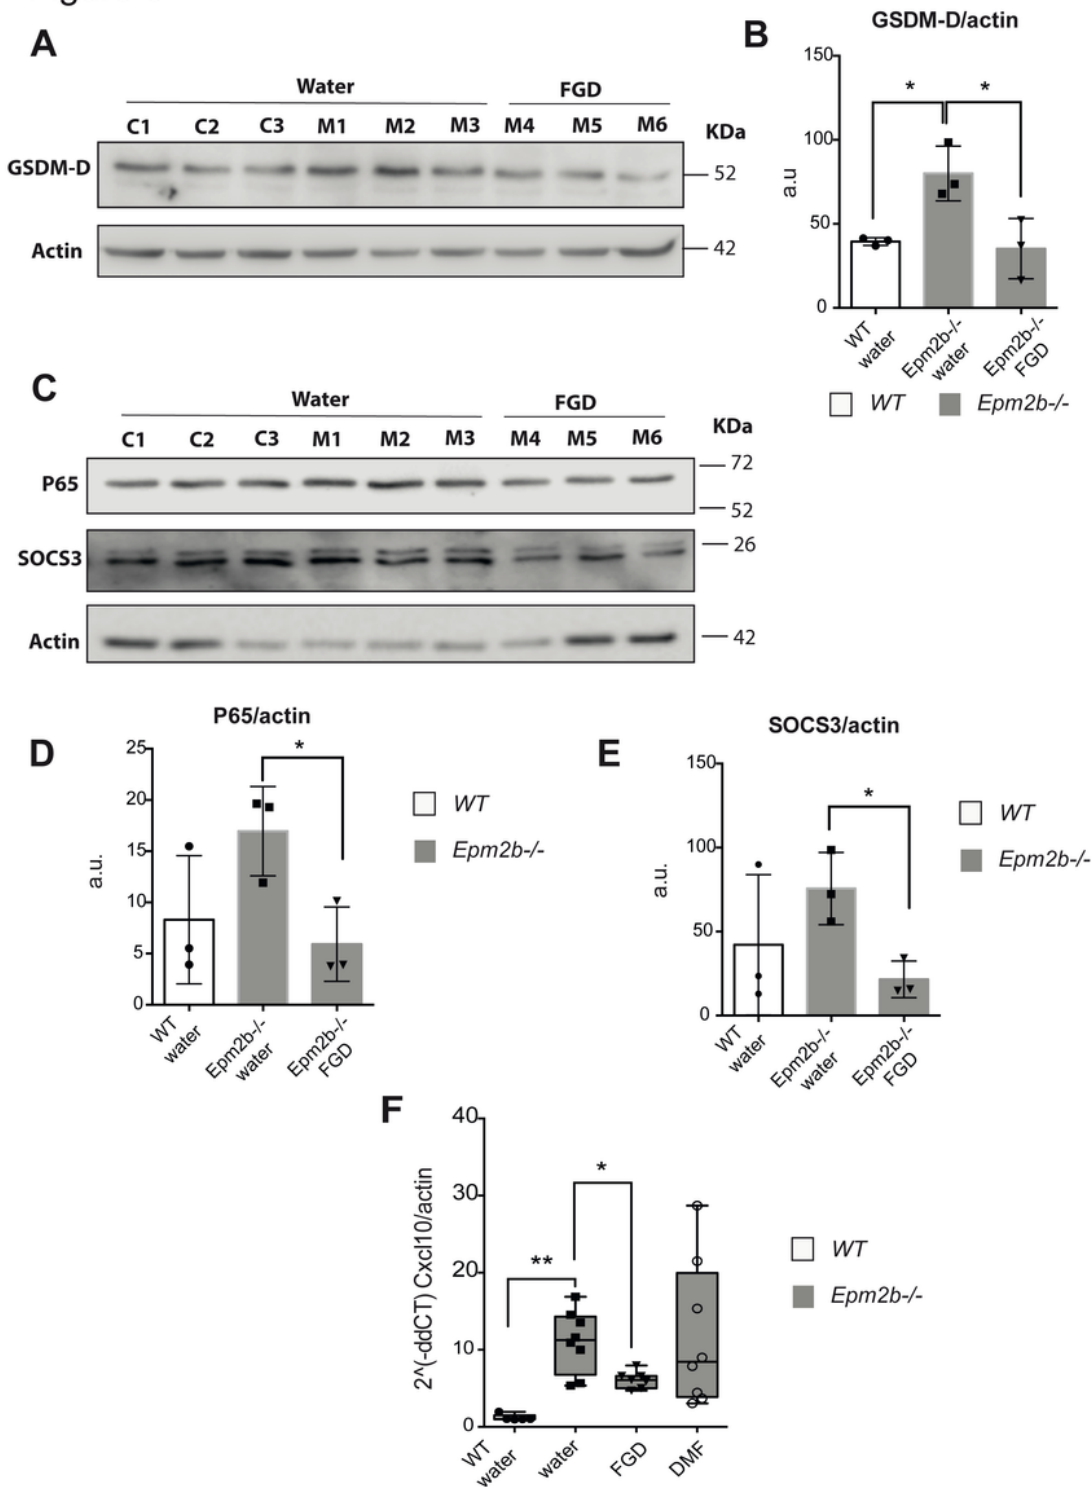 A
Water
FGD
C1 C2 C3 M1 M2 M3 M4 M5 M6
KDa
GSDM-D
52
Actin
42
B
GSDM-D/actin
150
100
50
0
a.u
*
*
WT
water
Epm2b-/-
water
Epm2b-/-
FGD
WT
Epm2b-/-
C
Water
FGD
C1 C2 C3 M1 M2 M3 M4 M5 M6
KDa
P65
72
52
SOCS3
26
Actin
42
D
P65/actin
25
20
15
10
5
0
a.u.
*
WT
water
Epm2b-/-
water
Epm2b-/-
FGD
WT
Epm2b-/-
E
SOCS3/actin
150
100
50
0
a.u.
*
WT
water
Epm2b-/-
water
Epm2b-/-
FGD
WT
Epm2b-/-
F
40
30
20
10
0
2^(-ddCT) Cxcl10/actin
**
*
WT
water
water
FGD
DMF
WT
Epm2b-/-